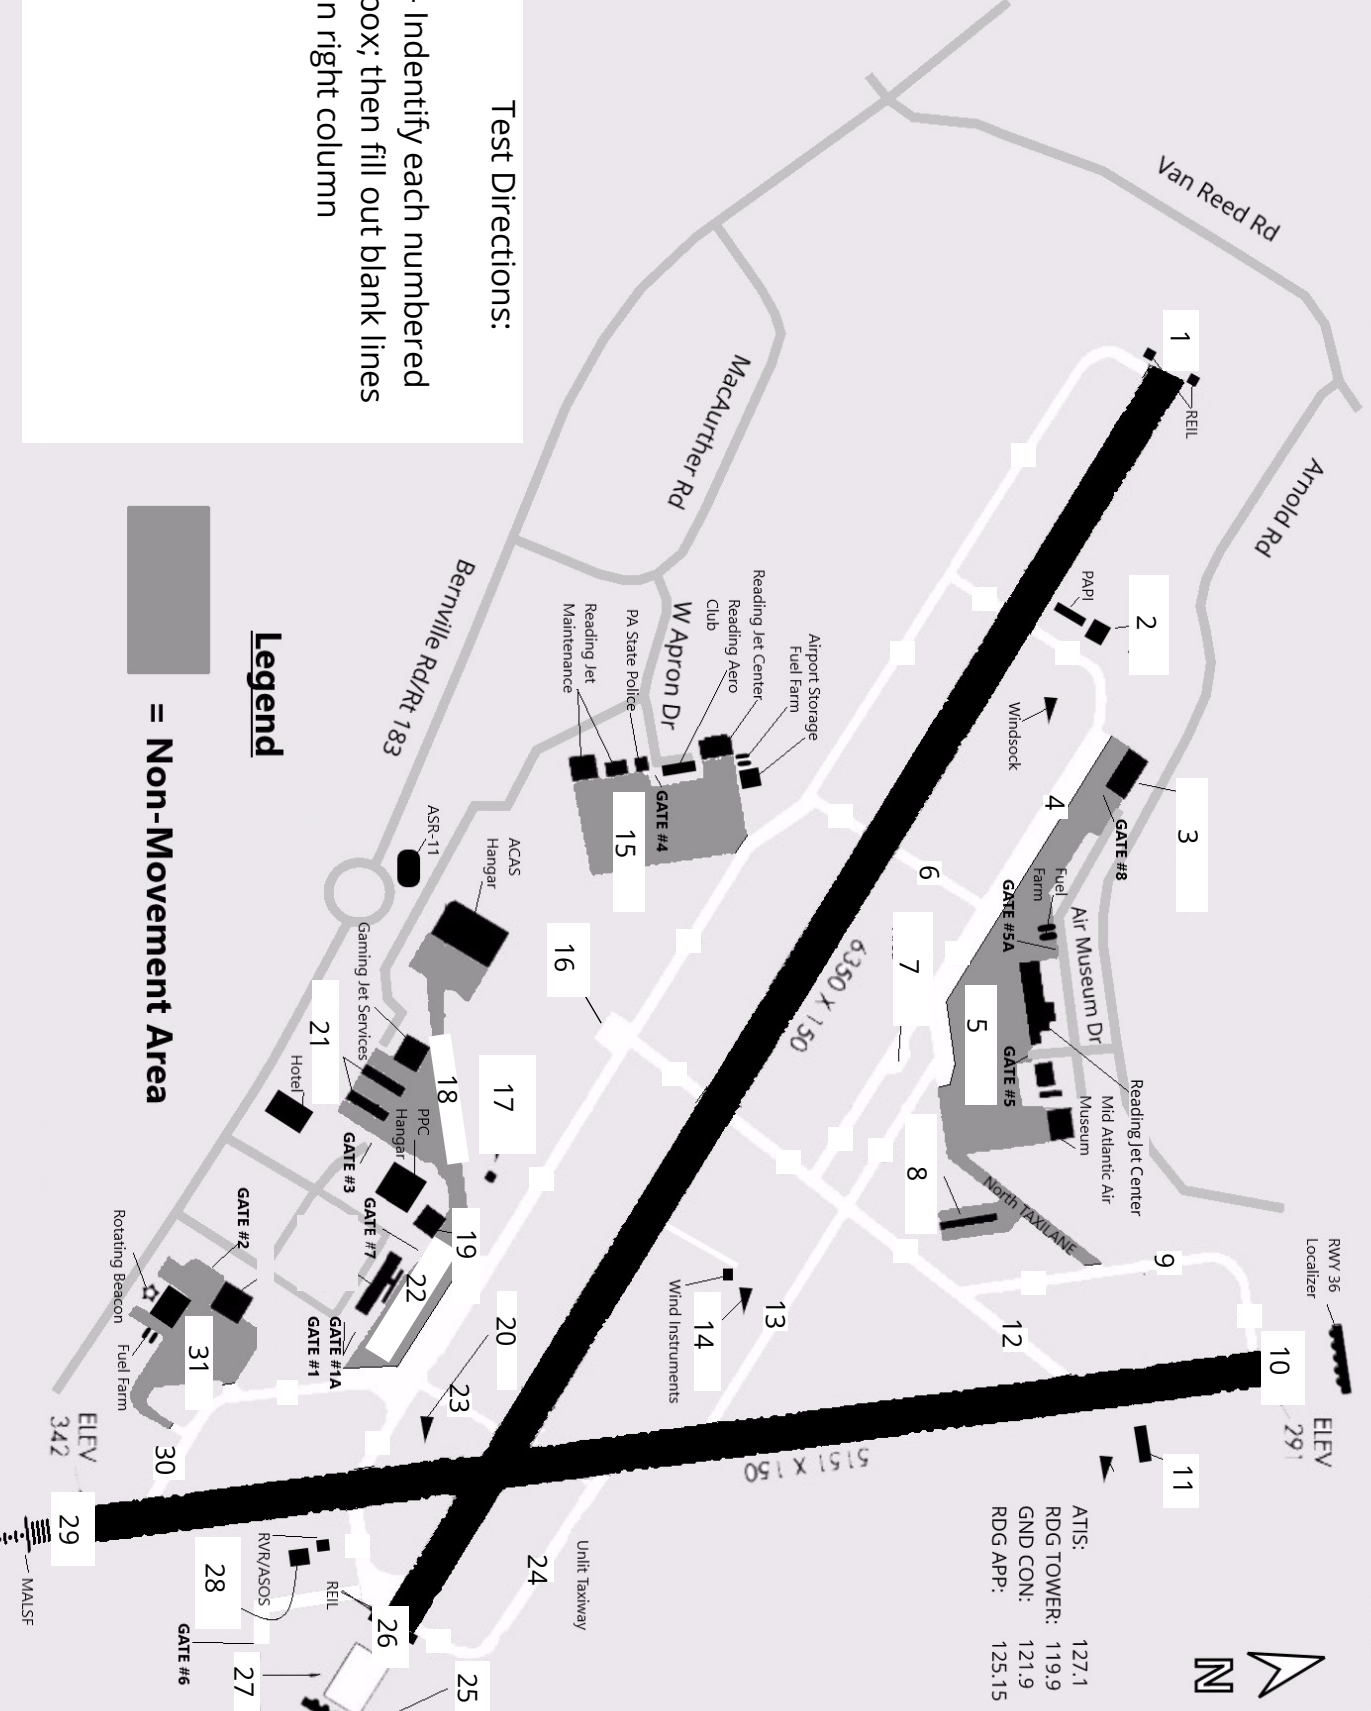 Test Directions:
- Indentify each numbered
box; then fill out blank lines
n right column
Van Reed Rd
Arnold Rd
MacAurther Rd
Bernville Rd/Rt 183
W Apron Dr
Air Museum Dr
1
REIL
PAPI
2
Windsock
3
GATE #8
4
Fuel
Farm
GATE #5A
5
GATE #5
6
7
8
Reading Jet Center
Mid Atlantic Air
Museum
North TAXILANE
9
RWY 36
Localizer
10
ELEV
291
11
12
13
14
Wind Instruments
Airport Storage
Fuel Farm
Reading Jet Center
Reading Aero
Club
PA State Police
Reading Jet
Maintenance
GATE #4
15
16
6350 X 150
5151 X 150
ASR-11
ACAS
Hangar
Gaming Jet Services
17
18
21
Hotel
PPC
Hangar
GATE #3
GATE #7
19
20
22
23
GATE #2
GATE #1A
GATE #1
Rotating Beacon
Fuel Farm
31
30
ELEV
342
29
MALSF
RVR/ASOS
28
REIL
GATE #6
27
26
25
24
Unlit Taxiway
ATIS: 127.1
RDG TOWER: 119.9
GND CON: 121.9
RDG APP: 125.15
N
Legend
= Non-Movement Area